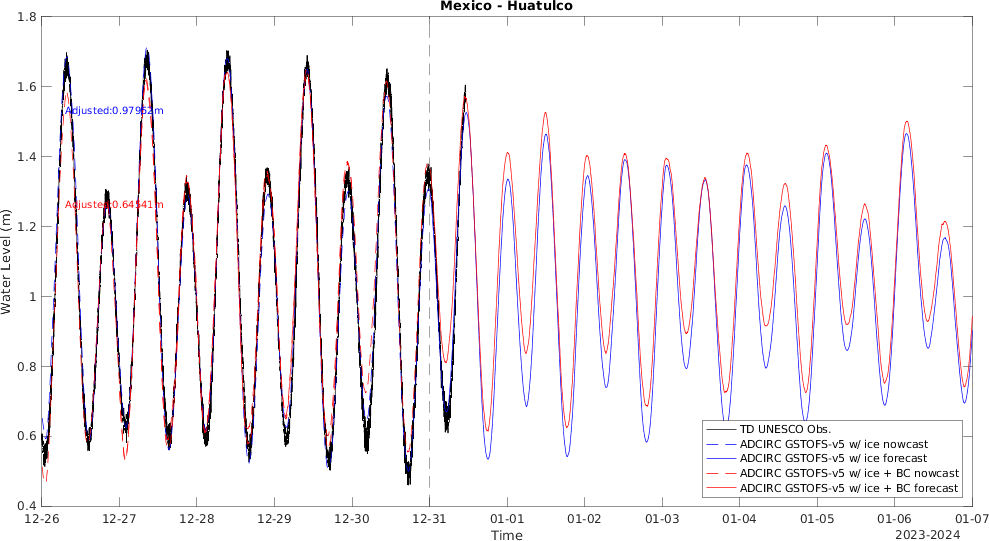 Mexico - Huatulco
1.8
1.6
1.4
1.2
1
0.8
0.6
0.4
Water Level (m)
Adjusted:0.97952m
Adjusted:0.64541m
TD UNESCO Obs.
ADCIRC GSTOFS-v5 w/ ice nowcast
ADCIRC GSTOFS-v5 w/ ice forecast
ADCIRC GSTOFS-v5 w/ ice + BC nowcast
ADCIRC GSTOFS-v5 w/ ice + BC forecast
12-26 12-27 12-28 12-29 12-30 12-31 01-01 01-02 01-03 01-04 01-05 01-06 01-07
Time
2023-2024